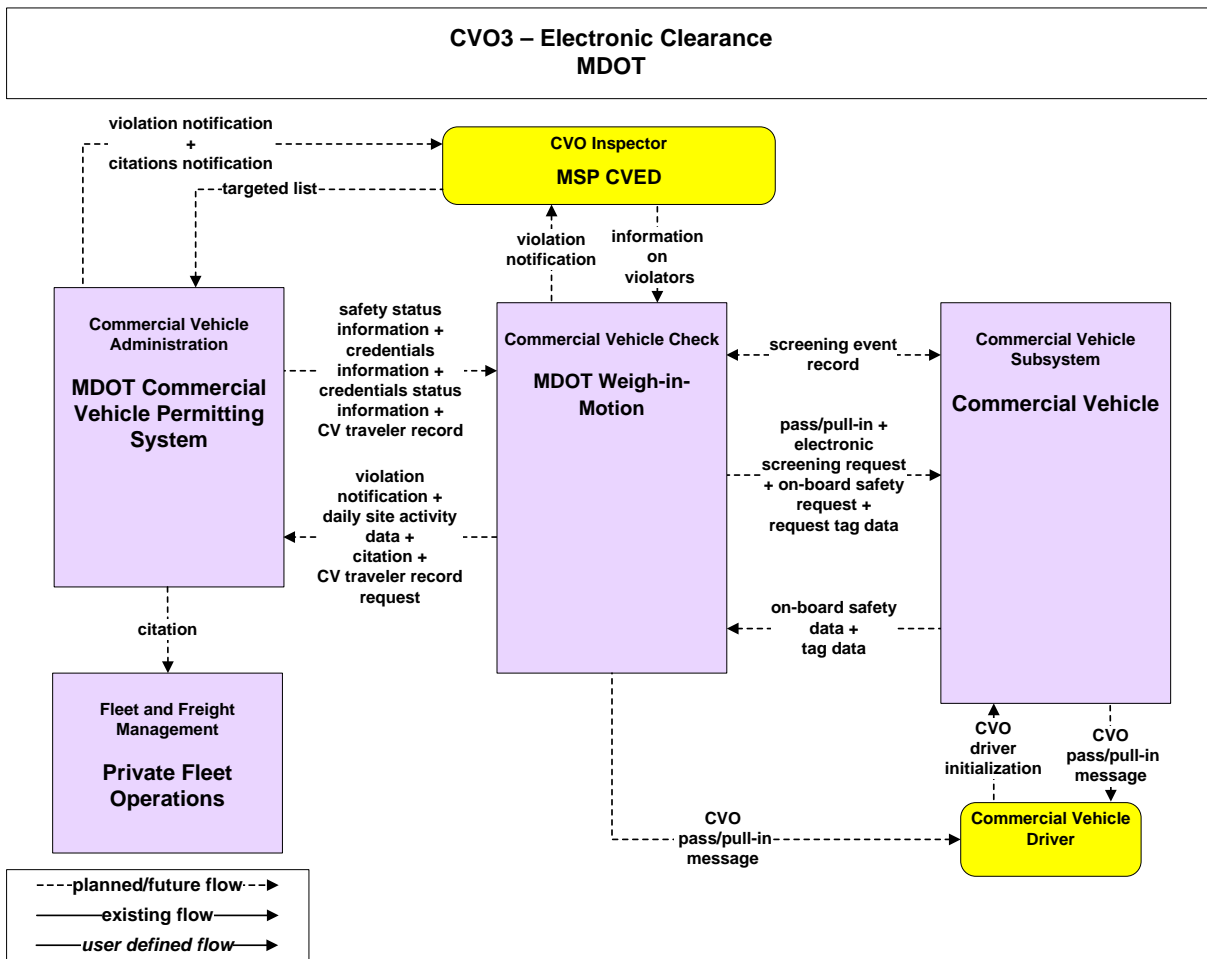 CVO3 – Electronic Clearance
MDOT
violation notification
+
citations notification
targeted list
CVO Inspector
MSP CVED
violation
notification
information
on
violators
Commercial Vehicle
Administration
MDOT Commercial
Vehicle Permitting
System
safety status
information +
credentials
information +
credentials status
information +
CV traveler record
violation
notification +
daily site activity
data +
citation +
CV traveler record
request
Commercial Vehicle Check
MDOT Weigh-in-
Motion
screening event
record
pass/pull-in +
electronic
screening request
+ on-board safety
request +
request tag data
on-board safety
data +
tag data
Commercial Vehicle
Subsystem
Commercial Vehicle
citation
Fleet and Freight
Management
Private Fleet
Operations
CVO
pass/pull-in
message
CVO
driver
initialization
CVO
pass/pull-in
message
Commercial Vehicle
Driver
planned/future flow
existing flow
user defined flow